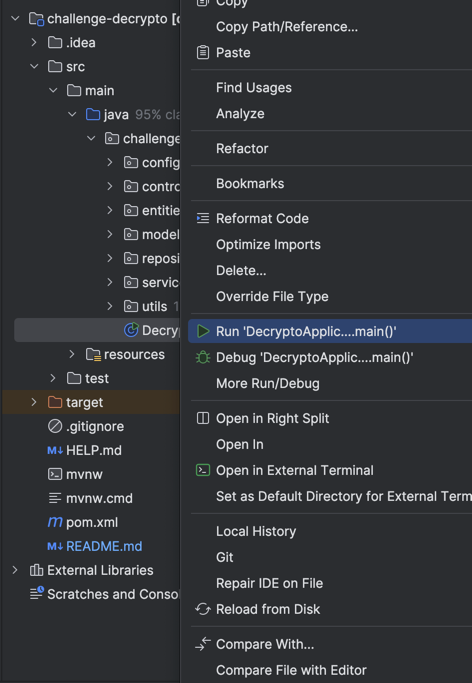 challenge-decrypto
.idea
src
main
java 95% cla
challenge
config
contro
entitie
model
reposi
servic
utils 1
Decryp
resources
test
target
.gitignore
HELP.md
mvnw
mvnw.cmd
pom.xml
README.md
External Libraries
Scratches and Conso
Copy
Copy Path/Reference...
Paste
Find Usages
Analyze
Refactor
Bookmarks
Reformat Code
Optimize Imports
Delete...
Override File Type
Run 'DecryptoApplic....main()'
Debug 'DecryptoApplic....main()'
More Run/Debug
Open in Right Split
Open In
Open in External Terminal
Set as Default Directory for External Term
Local History
Git
Repair IDE on File
Reload from Disk
Compare With...
Compare File with Editor